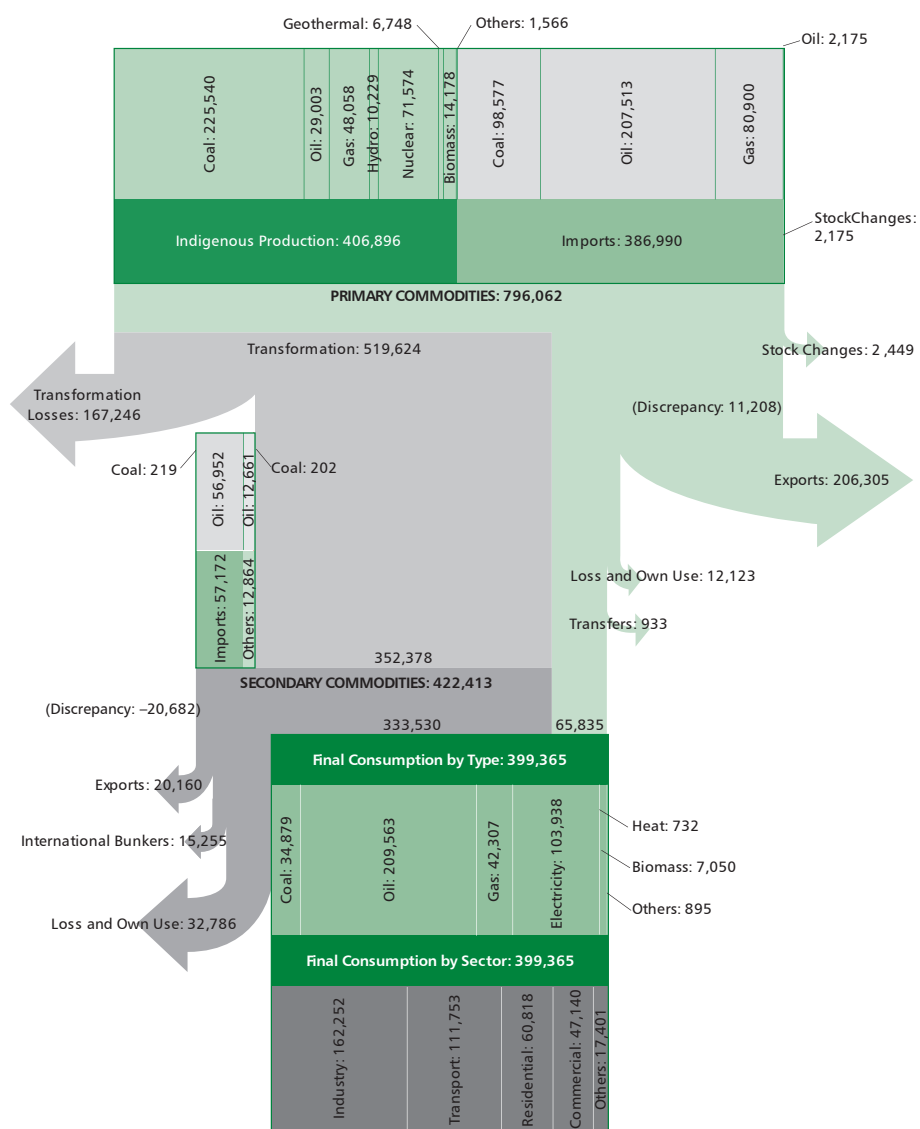 Geothermal: 6,748
Others: 1,566
Oil: 2,175
Coal: 225,540
Oil: 29,003
Gas: 48,058
Hydro: 10,229
Nuclear: 71,574
Biomass: 14,178
Coal: 98,577
Oil: 207,513
Gas: 80,900
Indigenous Production: 406,896
Imports: 386,990
StockChanges:
2,175
PRIMARY COMMODITIES: 796,062
Transformation: 519,624
Stock Changes: 2 ,449
Transformation
Losses: 167,246
(Discrepancy: 11,208)
Coal: 219
Oil: 56,952
Oil: 12,661
Coal: 202
Exports: 206,305
Imports: 57,172
Others: 12,864
Loss and Own Use: 12,123
Transfers: 933
352,378
SECONDARY COMMODITIES: 422,413
(Discrepancy: –20,682)
333,530
65,835
Final Consumption by Type: 399,365
Exports: 20,160
International Bunkers: 15,255
Loss and Own Use: 32,786
Coal: 34,879
Oil: 209,563
Gas: 42,307
Electricity: 103,938
Heat: 732
Biomass: 7,050
Others: 895
Final Consumption by Sector: 399,365
Industry: 162,252
Transport: 111,753
Residential: 60,818
Commercial: 47,140
Others: 17,401